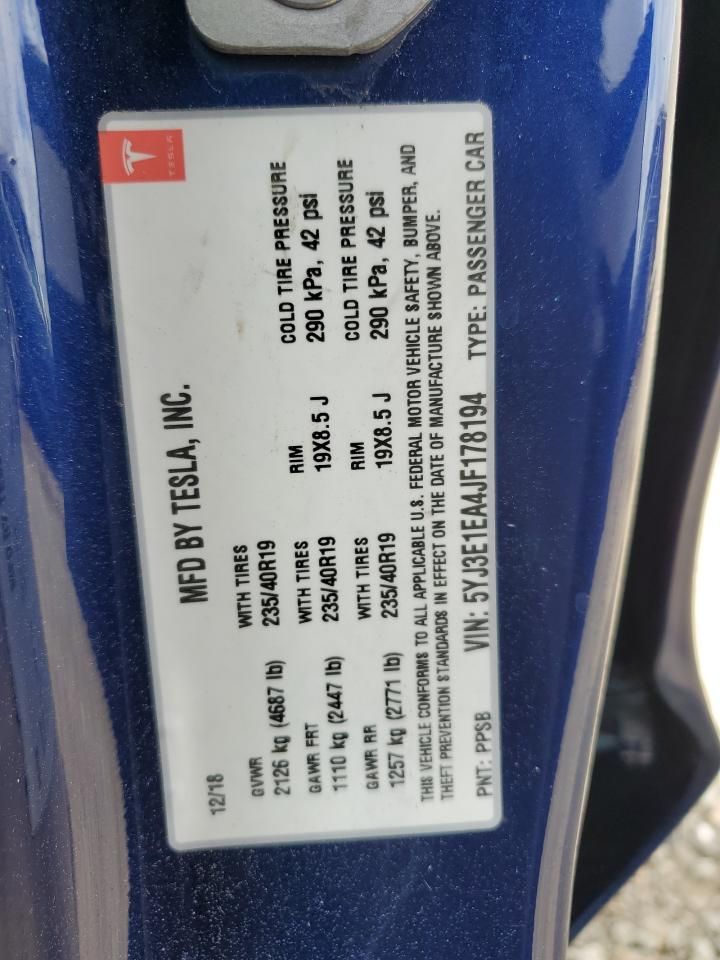 TESLA
MFD BY TESLA, INC.
12/18
GVWR WITH TIRES
2126 kg (4687 lb) 235/40R19
GAWR FRT WITH TIRES RIM COLD TIRE PRESSURE
1110 kg (2447 lb) 235/40R19 19X8.5 J 290 kPa, 42 psi
GAWR RR WITH TIRES RIM COLD TIRE PRESSURE
1257 kg (2771 lb) 235/40R19 19X8.5 J 290 kPa, 42 psi
THIS VEHICLE CONFORMS TO ALL APPLICABLE U.S. FEDERAL MOTOR VEHICLE SAFETY, BUMPER, AND
THEFT PREVENTION STANDARDS IN EFFECT ON THE DATE OF MANUFACTURE SHOWN ABOVE.
PNT: PPSB VIN: 5YJ3E1EA4JF178194 TYPE: PASSENGER CAR